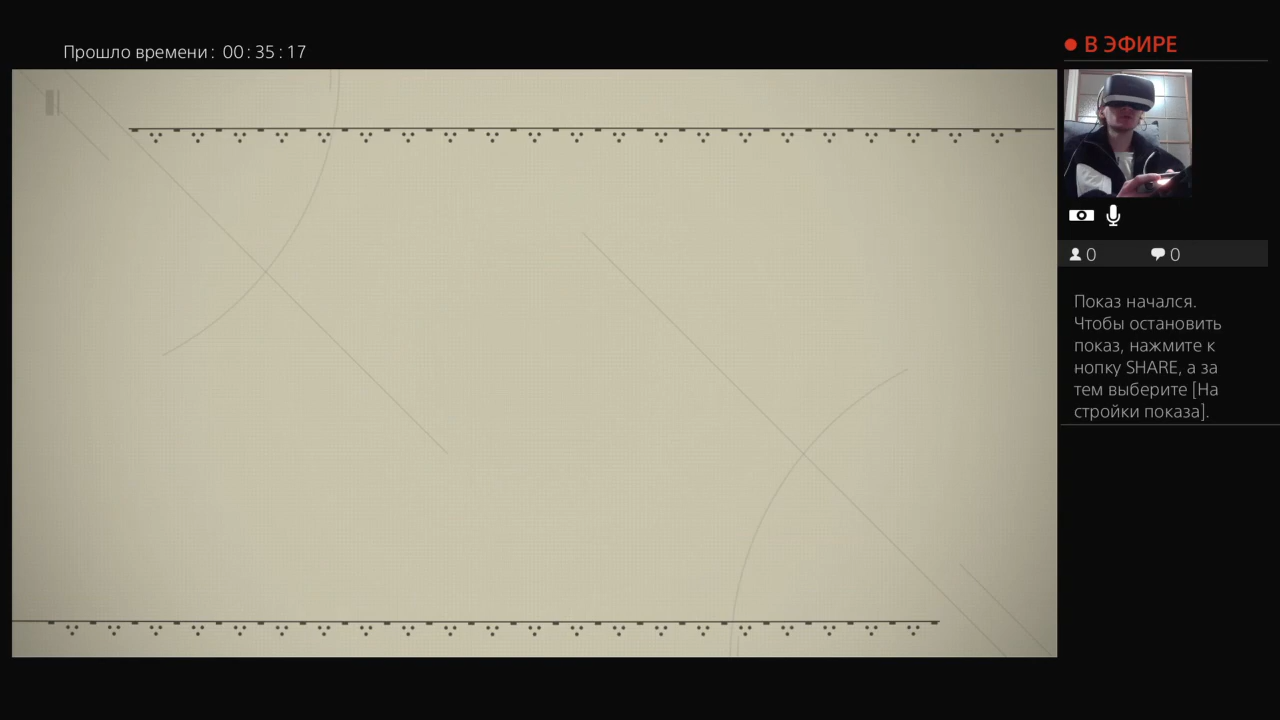 Прошло времени: 00:35:17
В ЭФИРЕ
0 0
Показ начался.
Чтобы остановить
показ, нажмите к
нопку SHARE, а за
тем выберите [На
стройки показа].